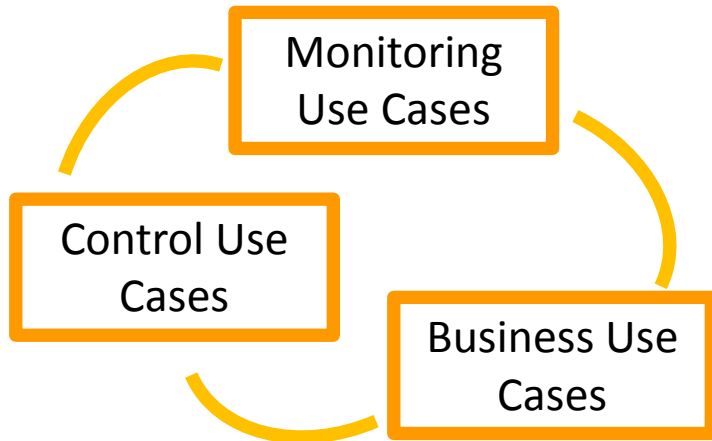 Monitoring
Use Cases
Control Use
Cases
Business Use
Cases